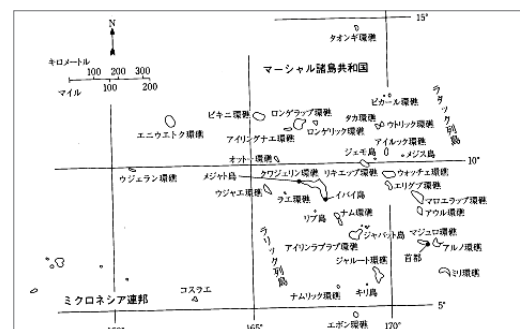 15°
N
タオンギ環礁
キロメートル
100 200 300
100 200
マイル
マーシャル諸島共和国
ラタック列島
ビカール環礁
ビキニ環礁
ロンゲラップ環礁
タカ環礁
エニウエトク環礁
ロンゲリック環礁
ウトリック環礁
アイリングナエ環礁
アイルック環礁
ジェモ島
メジス島
オットー環礁
10°
ウジェラン環礁
メジャト島
クワジェリン環礁
リキエップ環礁
ウォッチェ環礁
エリグブ環礁
ウジャエ環礁
ラエ環礁
イバイ島
マロエラップ環礁
リブ島
ナム環礁
アウル環礁
ラリック列島
ジャバット島
マジュロ環礁
アイリンラプラプ環礁
アルノ環礁
首都
ジャルート環礁
ミリ環礁
ミクロネシア連邦
コスラエ
ナムリック環礁
キリ島
5°
165°
170°
エボン環礁